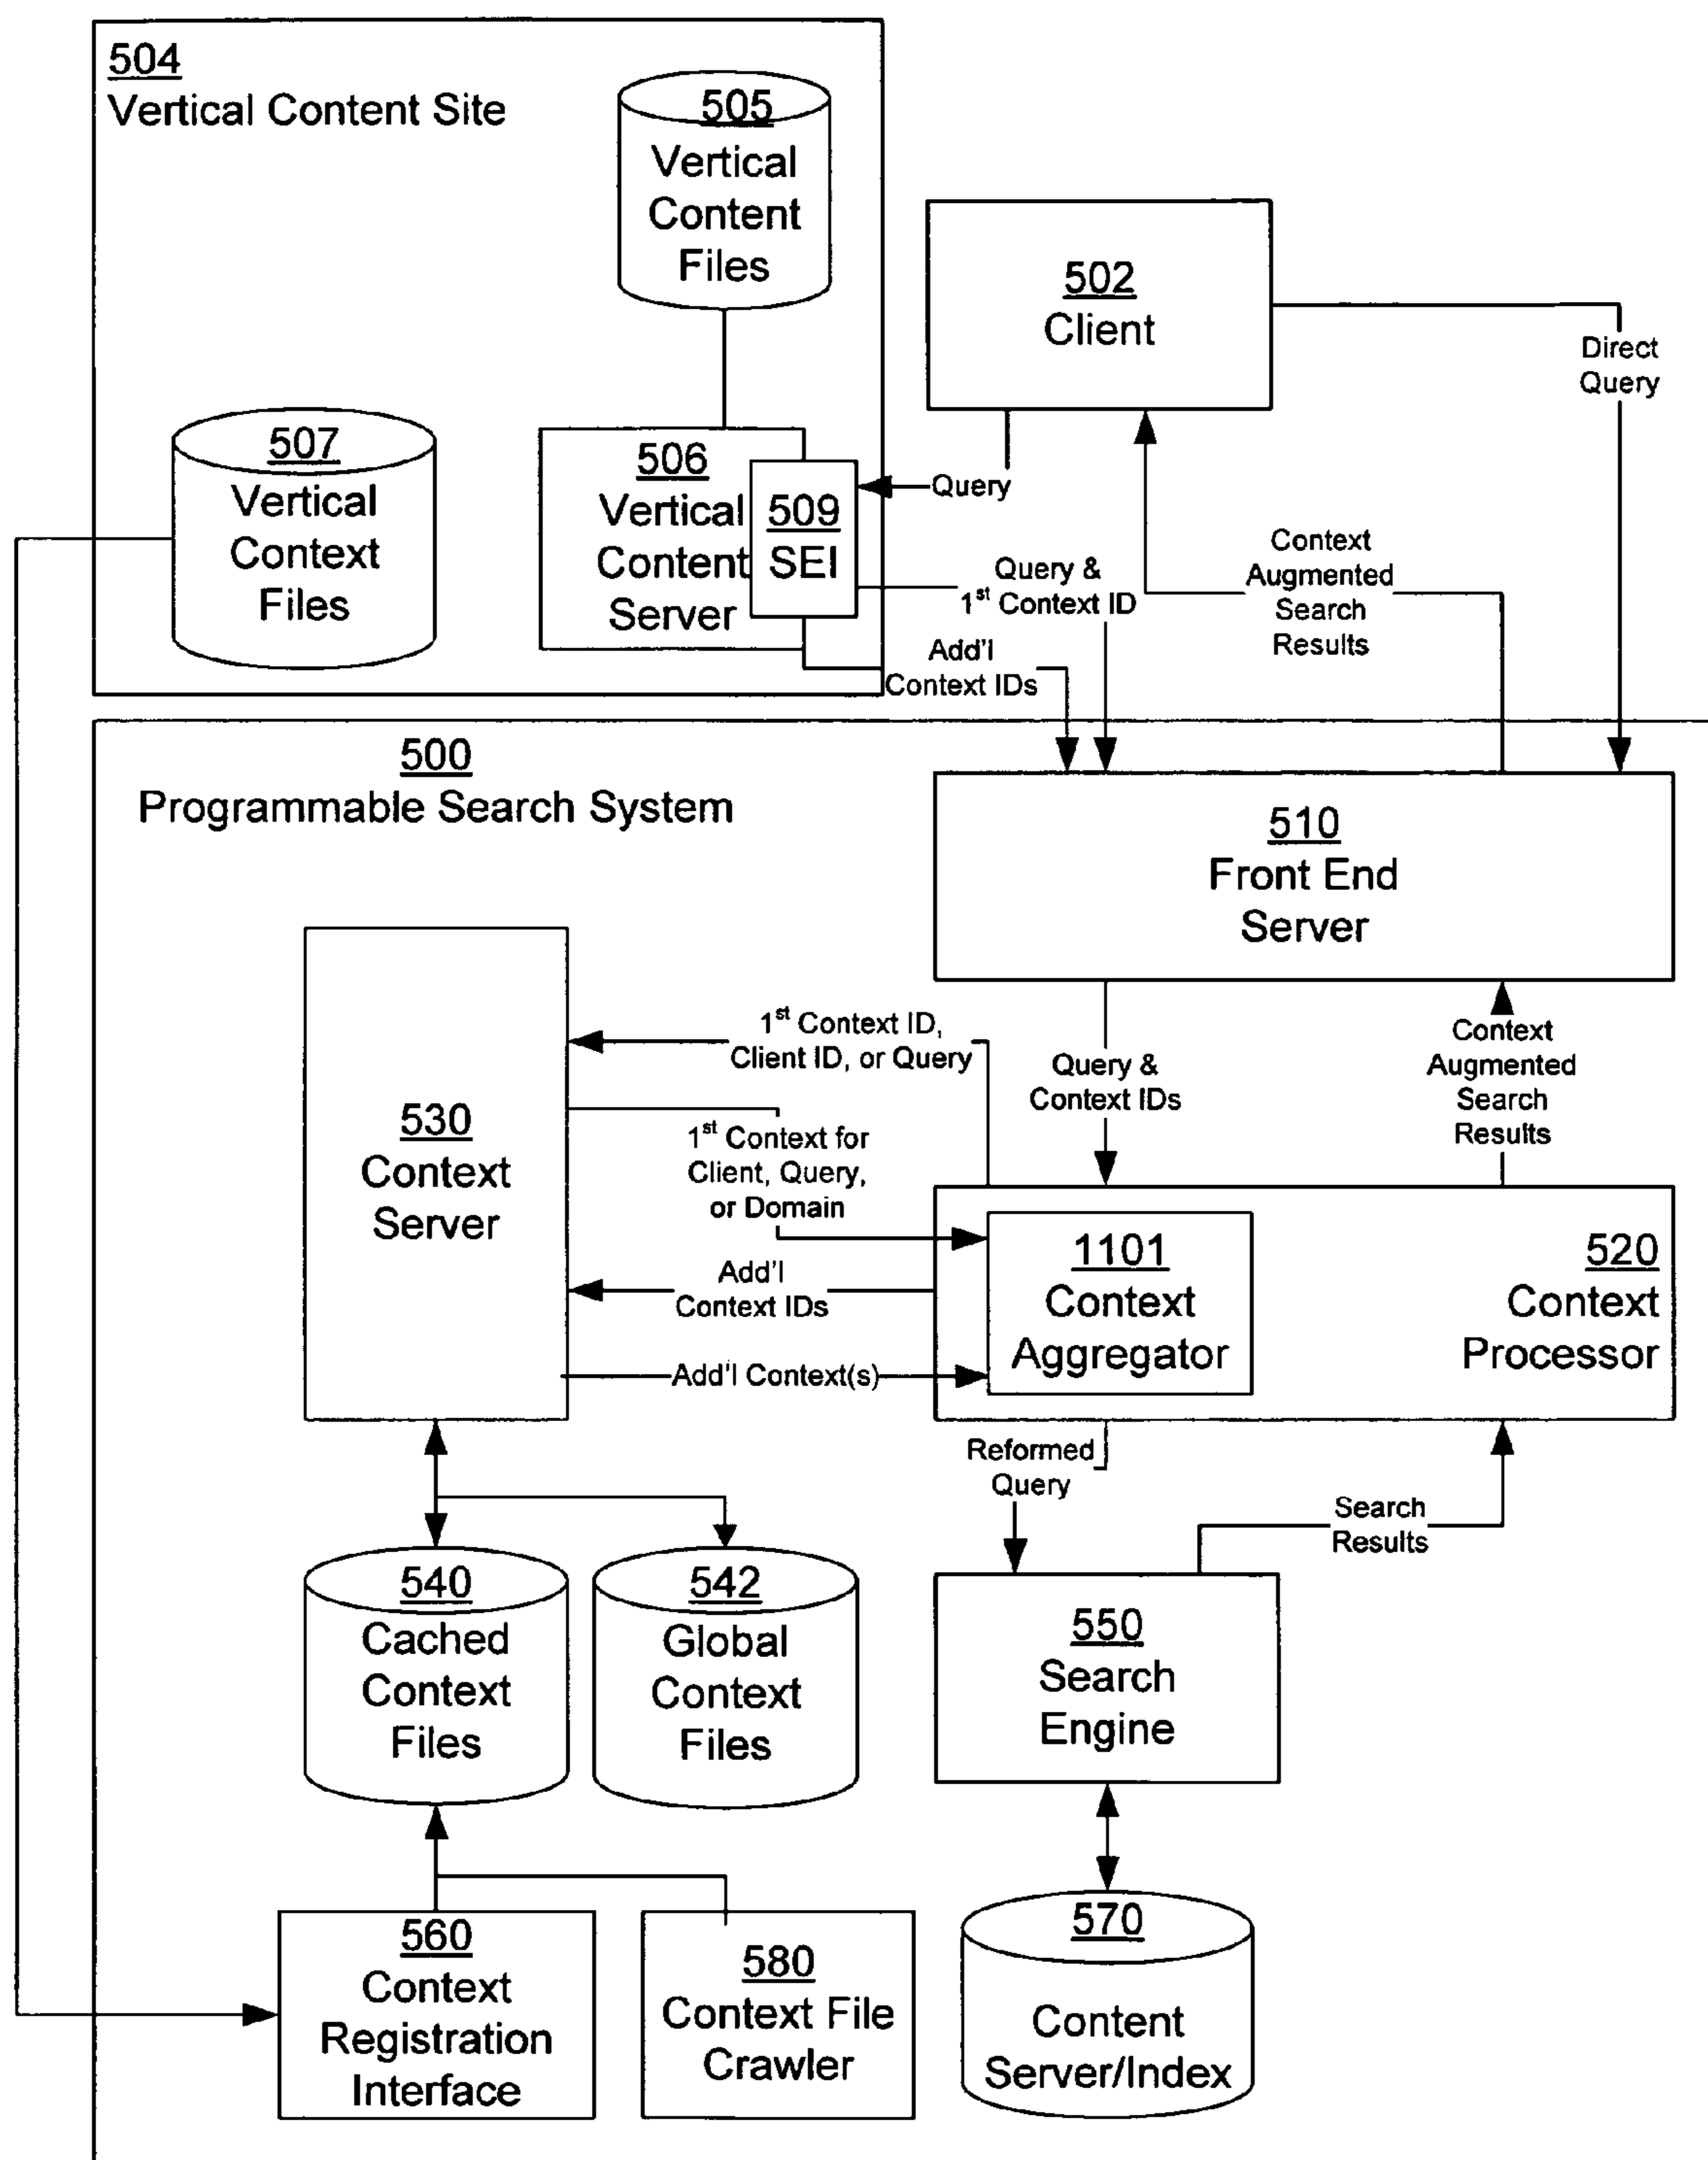 504
Vertical Content Site
505
Vertical
Content
Files
502
Client
Direct
Query
507
Vertical
Context
Files
506
Vertical
Content
Server
509
SEI
Query
Query &
1st Context ID
Add'l
Context IDs
Context
Augmented
Search
Results
500
Programmable Search System
510
Front End
Server
530
Context
Server
1st Context ID,
Client ID, or Query
1st Context for
Client, Query,
or Domain
Add'l
Context IDs
Add'l Context(s)
Query &
Context IDs
Context
Augmented
Search
Results
1101
Context
Aggregator
520
Context
Processor
Reformed
Query
Search
Results
540
Cached
Context
Files
542
Global
Context
Files
550
Search
Engine
560
Context
Registration
Interface
580
Context File
Crawler
570
Content
Server/Index